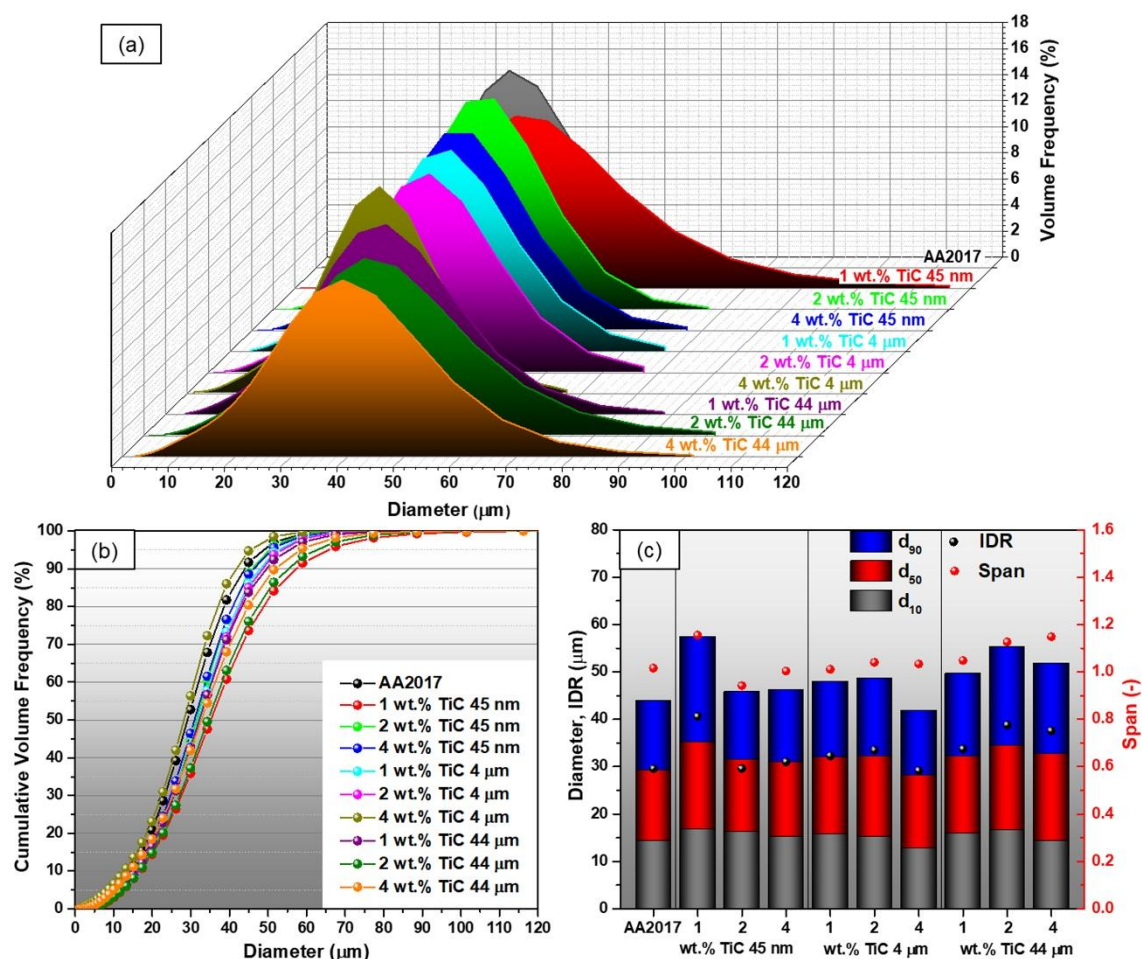 (a)
18
16
14
12
10
8
6
4
2
0
Volume Frequency (%)
AA2017
1 wt.% TiC 45 nm
2 wt.% TiC 45 nm
4 wt.% TiC 45 nm
1 wt.% TiC 4 μm
2 wt.% TiC 4 μm
4 wt.% TiC 4 μm
1 wt.% TiC 44 μm
2 wt.% TiC 44 μm
4 wt.% TiC 44 μm
0 10 20 30 40 50 60 70 80 90 100 110 120
Diameter (μm)
(b)
100
90
80
70
60
50
40
30
20
10
0
Cumulative Volume Frequency (%)
AA2017
1 wt.% TiC 45 nm
2 wt.% TiC 45 nm
4 wt.% TiC 45 nm
1 wt.% TiC 4 μm
2 wt.% TiC 4 μm
4 wt.% TiC 4 μm
1 wt.% TiC 44 μm
2 wt.% TiC 44 μm
4 wt.% TiC 44 μm
0 10 20 30 40 50 60 70 80 90 100 110 120
Diameter (μm)
(c)
80
70
60
50
40
30
20
10
0
Diameter, IDR (μm)
d90 IDR
d50 Span
d10
1.6
1.4
1.2
1.0
0.8
0.6
0.4
0.2
0.0
Span (-)
AA2017 1 2 4 1 2 4 1 2 4
wt.% TiC 45 nm wt.% TiC 4 μm wt.% TiC 44 μm